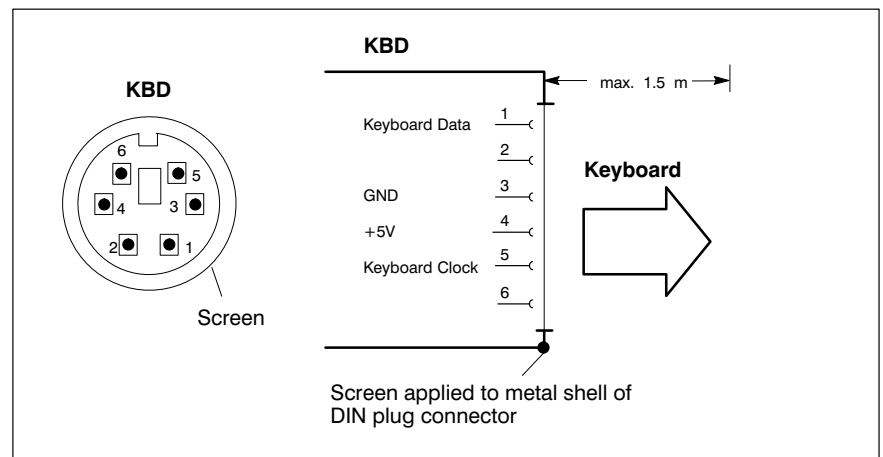 KBD
6
5
4
3
2
1
Screen
KBD
max. 1.5 m
Keyboard Data 1
2
GND 3
+5V 4
Keyboard Clock 5
6
Keyboard
Screen applied to metal shell of
DIN plug connector